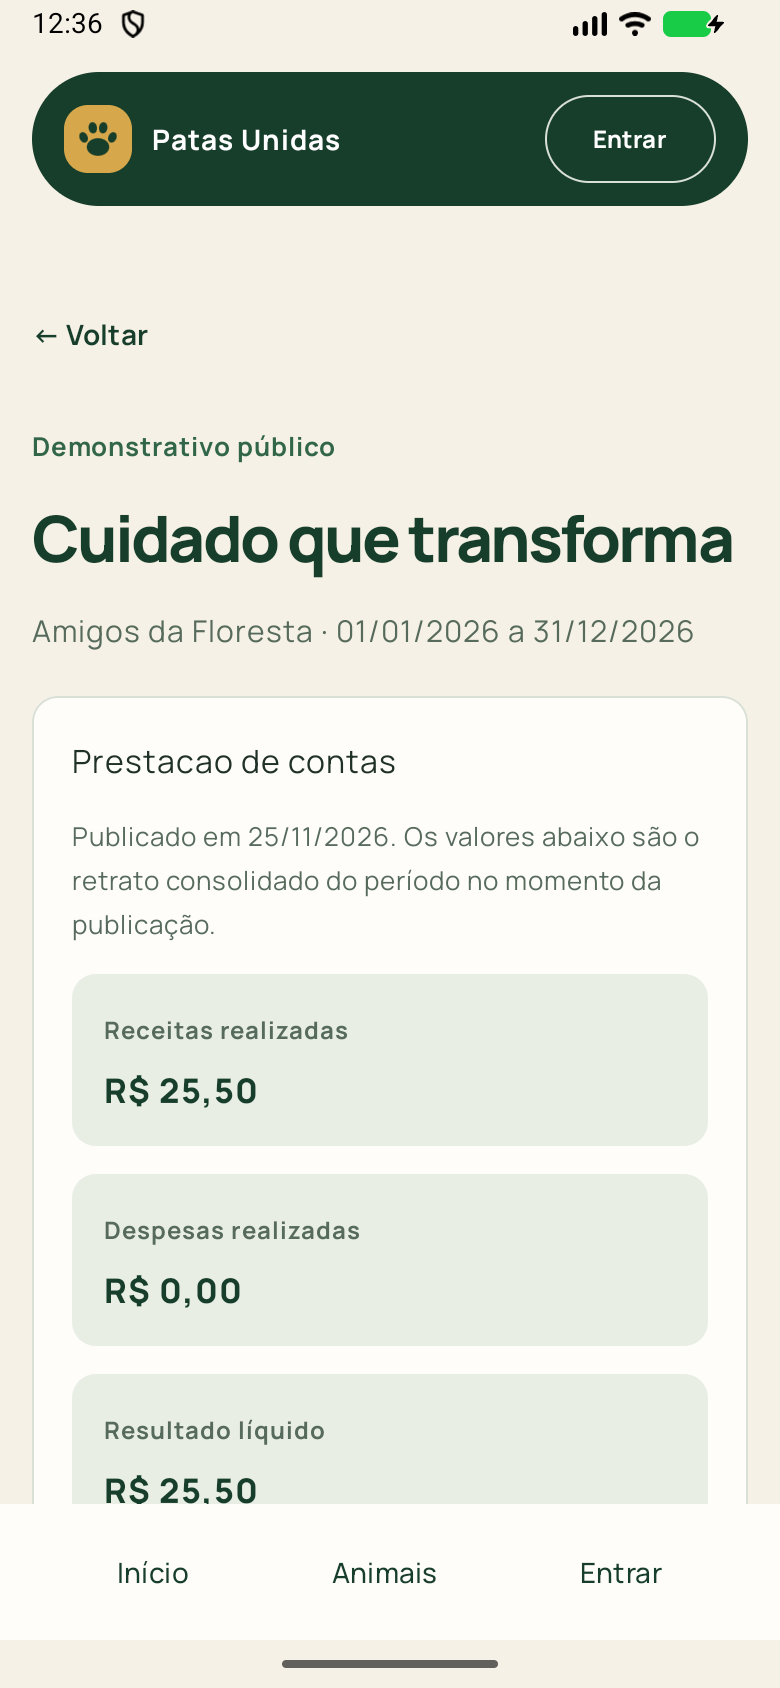 12:36
Patas Unidas
Entrar
← Voltar
Demonstrativo público
Cuidado que transforma
Amigos da Floresta · 01/01/2026 a 31/12/2026
Prestacao de contas
Publicado em 25/11/2026. Os valores abaixo são o
retrato consolidado do período no momento da
publicação.
Receitas realizadas
R$ 25,50
Despesas realizadas
R$ 0,00
Resultado líquido
R$ 25,50
Início
Animais
Entrar